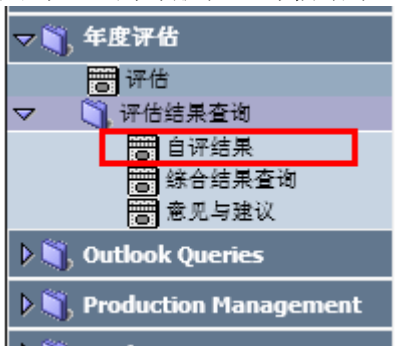 年度评估
评估
评估结果查询
自评结果
综合结果查询
意见与建议
Outlook Queries
Production Management